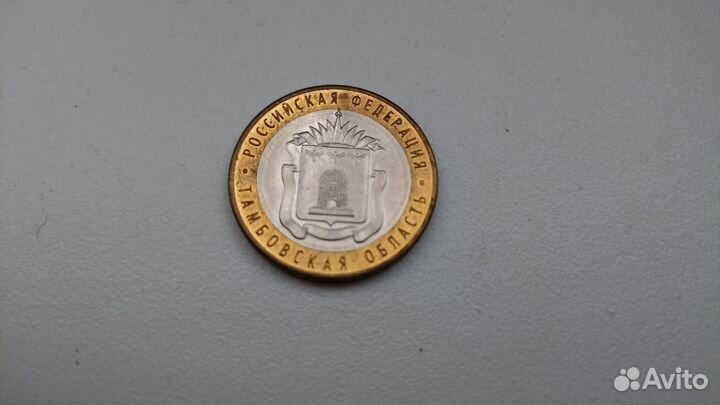 РОССИЙСКАЯ ФЕДЕРАЦИЯ
• ТАМБОВСКАЯ ОБЛАСТЬ •
Avito